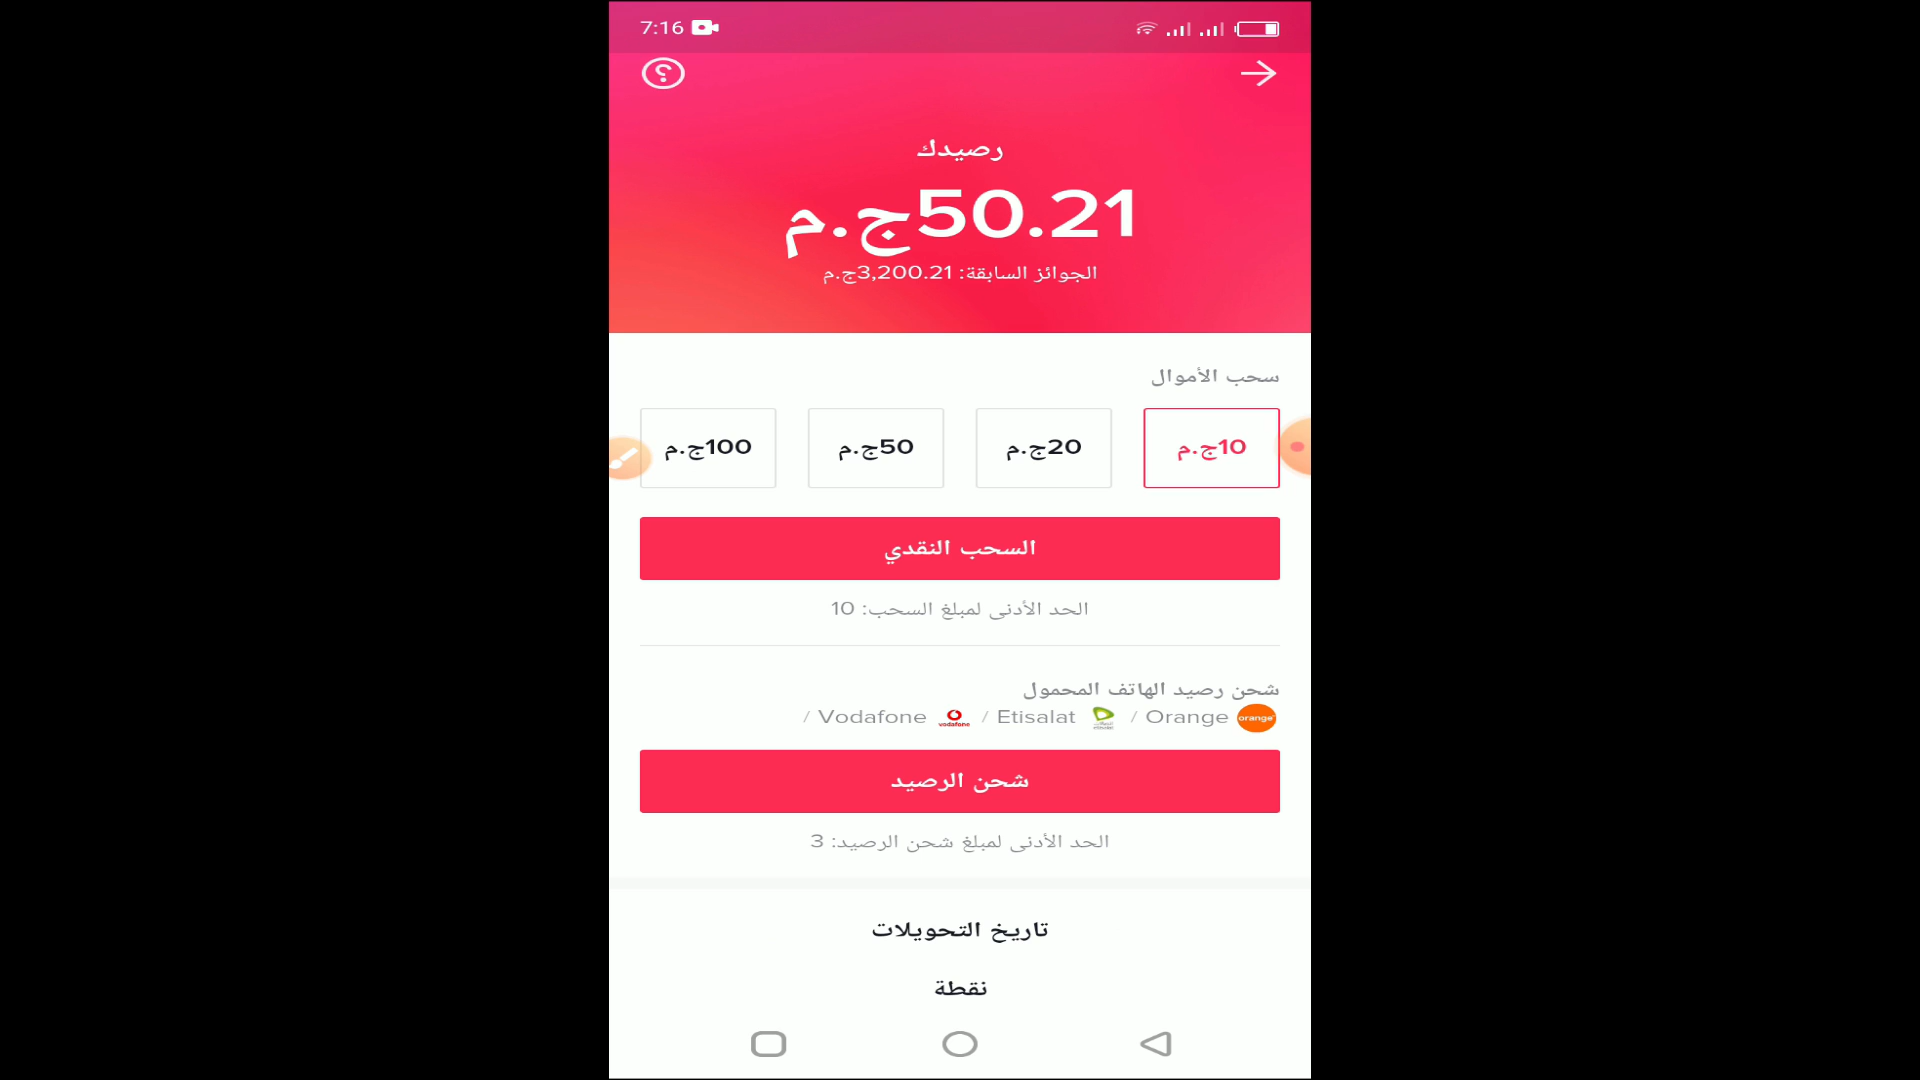 7:16
رصيدك
50.21ج.م
الجوائز السابقة: 3,200.21ج.م
سحب الأموال
10ج.م
20ج.م
50ج.م
100ج.م
السحب النقدي
الحد الأدنى لمبلغ السحب: 10
شحن رصيد الهاتف المحمول
orange Orange / Etisalat / vodafone Vodafone /
شحن الرصيد
الحد الأدنى لمبلغ شحن الرصيد: 3
تاريخ التحويلات
نقطة